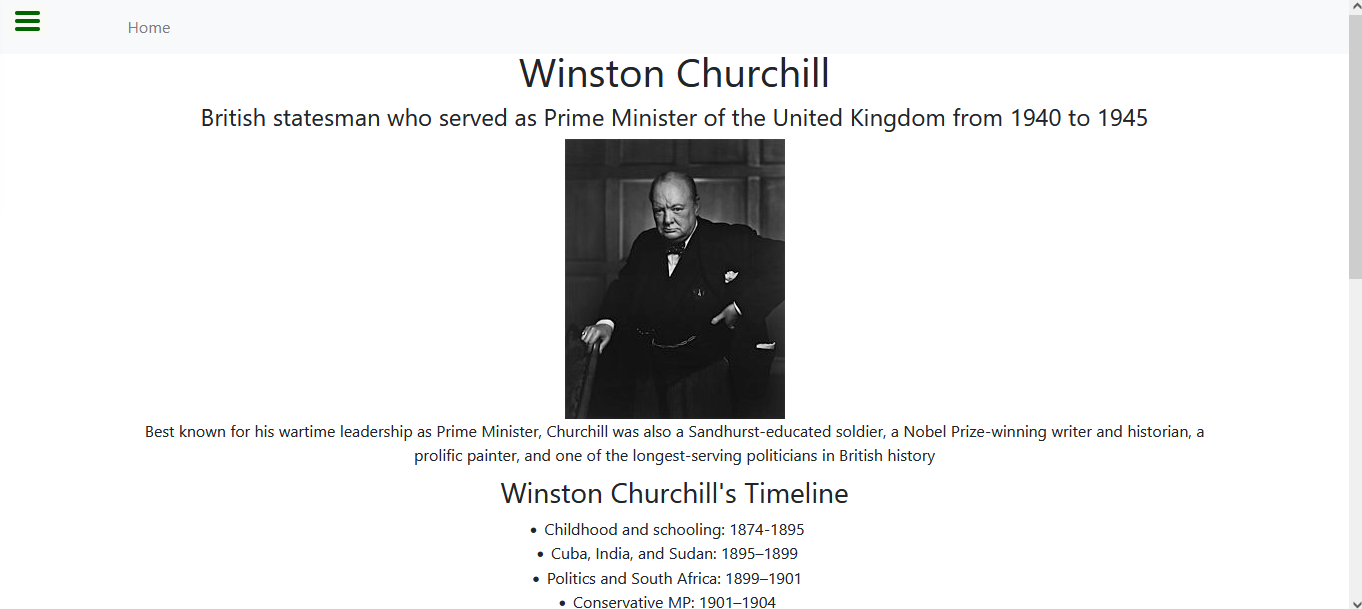 Home
Winston Churchill
British statesman who served as Prime Minister of the United Kingdom from 1940 to 1945
Best known for his wartime leadership as Prime Minister, Churchill was also a Sandhurst-educated soldier, a Nobel Prize-winning writer and historian, a
prolific painter, and one of the longest-serving politicians in British history
Winston Churchill's Timeline
• Childhood and schooling: 1874-1895
• Cuba, India, and Sudan: 1895–1899
• Politics and South Africa: 1899–1901
• Conservative MP: 1901–1904